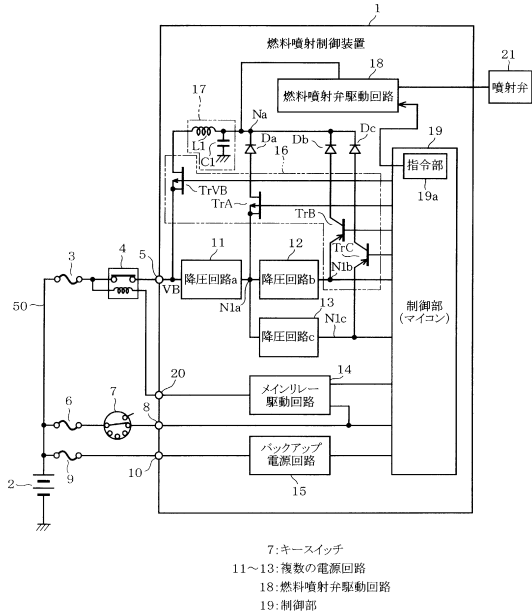 1
燃料噴射制御装置
18
21
燃料噴射弁駆動回路
噴射弁
17
Na
L1
C1
Da
Db
Dc
16
19
指令部
19a
TrVB
TrA
TrB
TrC
3
4
5
11
12
VB
降圧回路a
降圧回路b
N1a
N1b
13
降圧回路c
N1c
制御部
(マイコン)
50
20
14
メインリレー
駆動回路
6
7
8
9
10
バックアップ
電源回路
15
2
7:キースイッチ
11~13:複数の電源回路
18:燃料噴射弁駆動回路
19:制御部